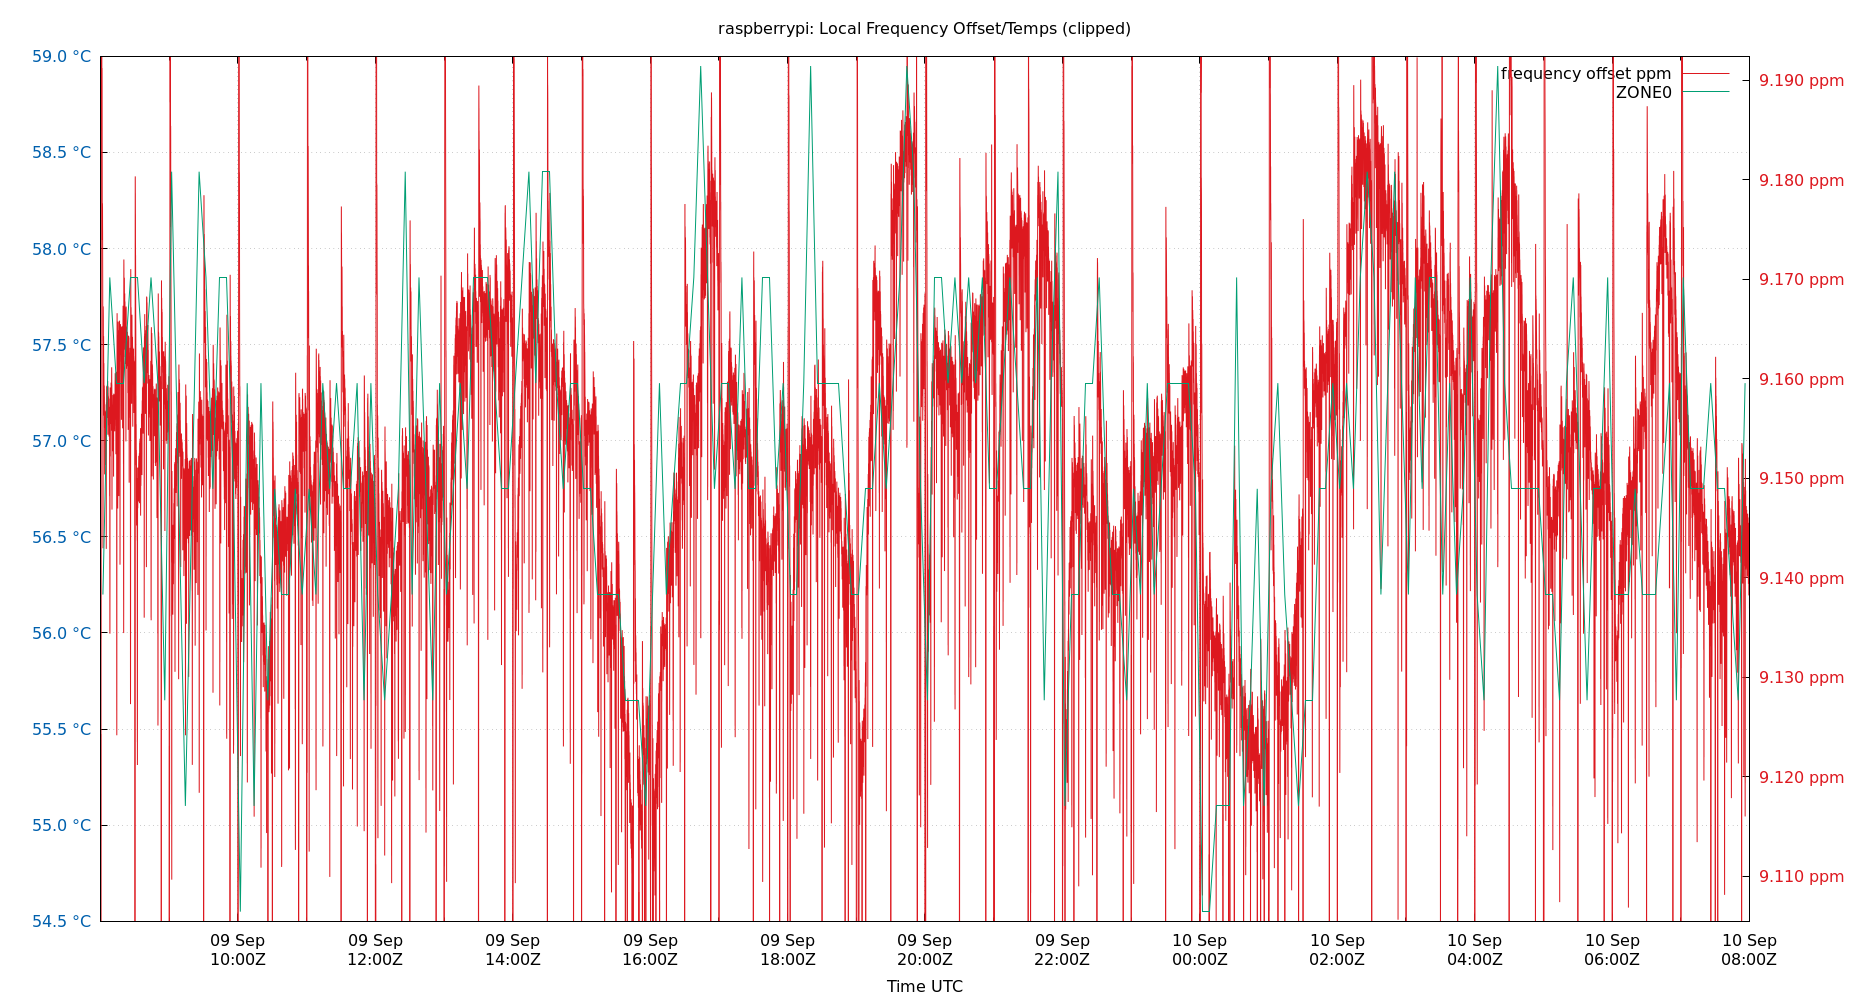 raspberrypi: Local Frequency Offset/Temps (clipped)
59.0 °C
58.5 °C
58.0 °C
57.5 °C
57.0 °C
56.5 °C
56.0 °C
55.5 °C
55.0 °C
54.5 °C
frequency offset ppm
ZONE0
9.190 ppm
9.180 ppm
9.170 ppm
9.160 ppm
9.150 ppm
9.140 ppm
9.130 ppm
9.120 ppm
9.110 ppm
09 Sep
10:00Z
09 Sep
12:00Z
09 Sep
14:00Z
09 Sep
16:00Z
09 Sep
18:00Z
09 Sep
20:00Z
09 Sep
22:00Z
10 Sep
00:00Z
10 Sep
02:00Z
10 Sep
04:00Z
10 Sep
06:00Z
10 Sep
08:00Z
Time UTC